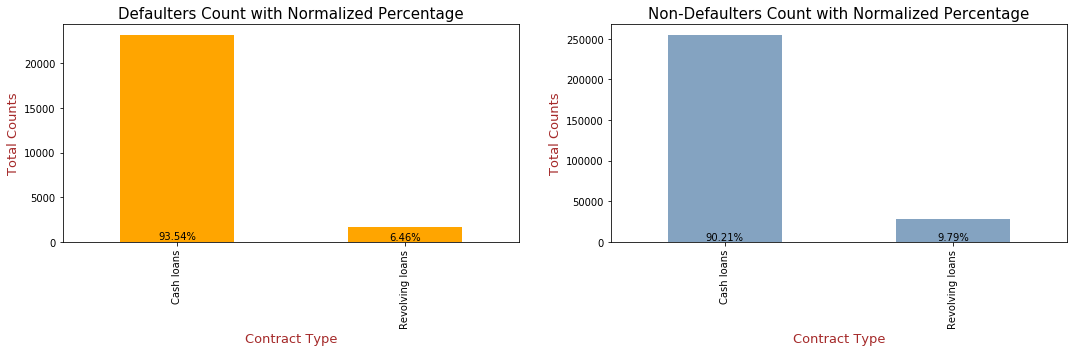 Defaulters Count with Normalized Percentage
Total Counts
20000
15000
10000
5000
0
93.54%
6.46%
Cash loans
Revolving loans
Contract Type
Non-Defaulters Count with Normalized Percentage
Total Counts
250000
200000
150000
100000
50000
0
90.21%
9.79%
Cash loans
Revolving loans
Contract Type